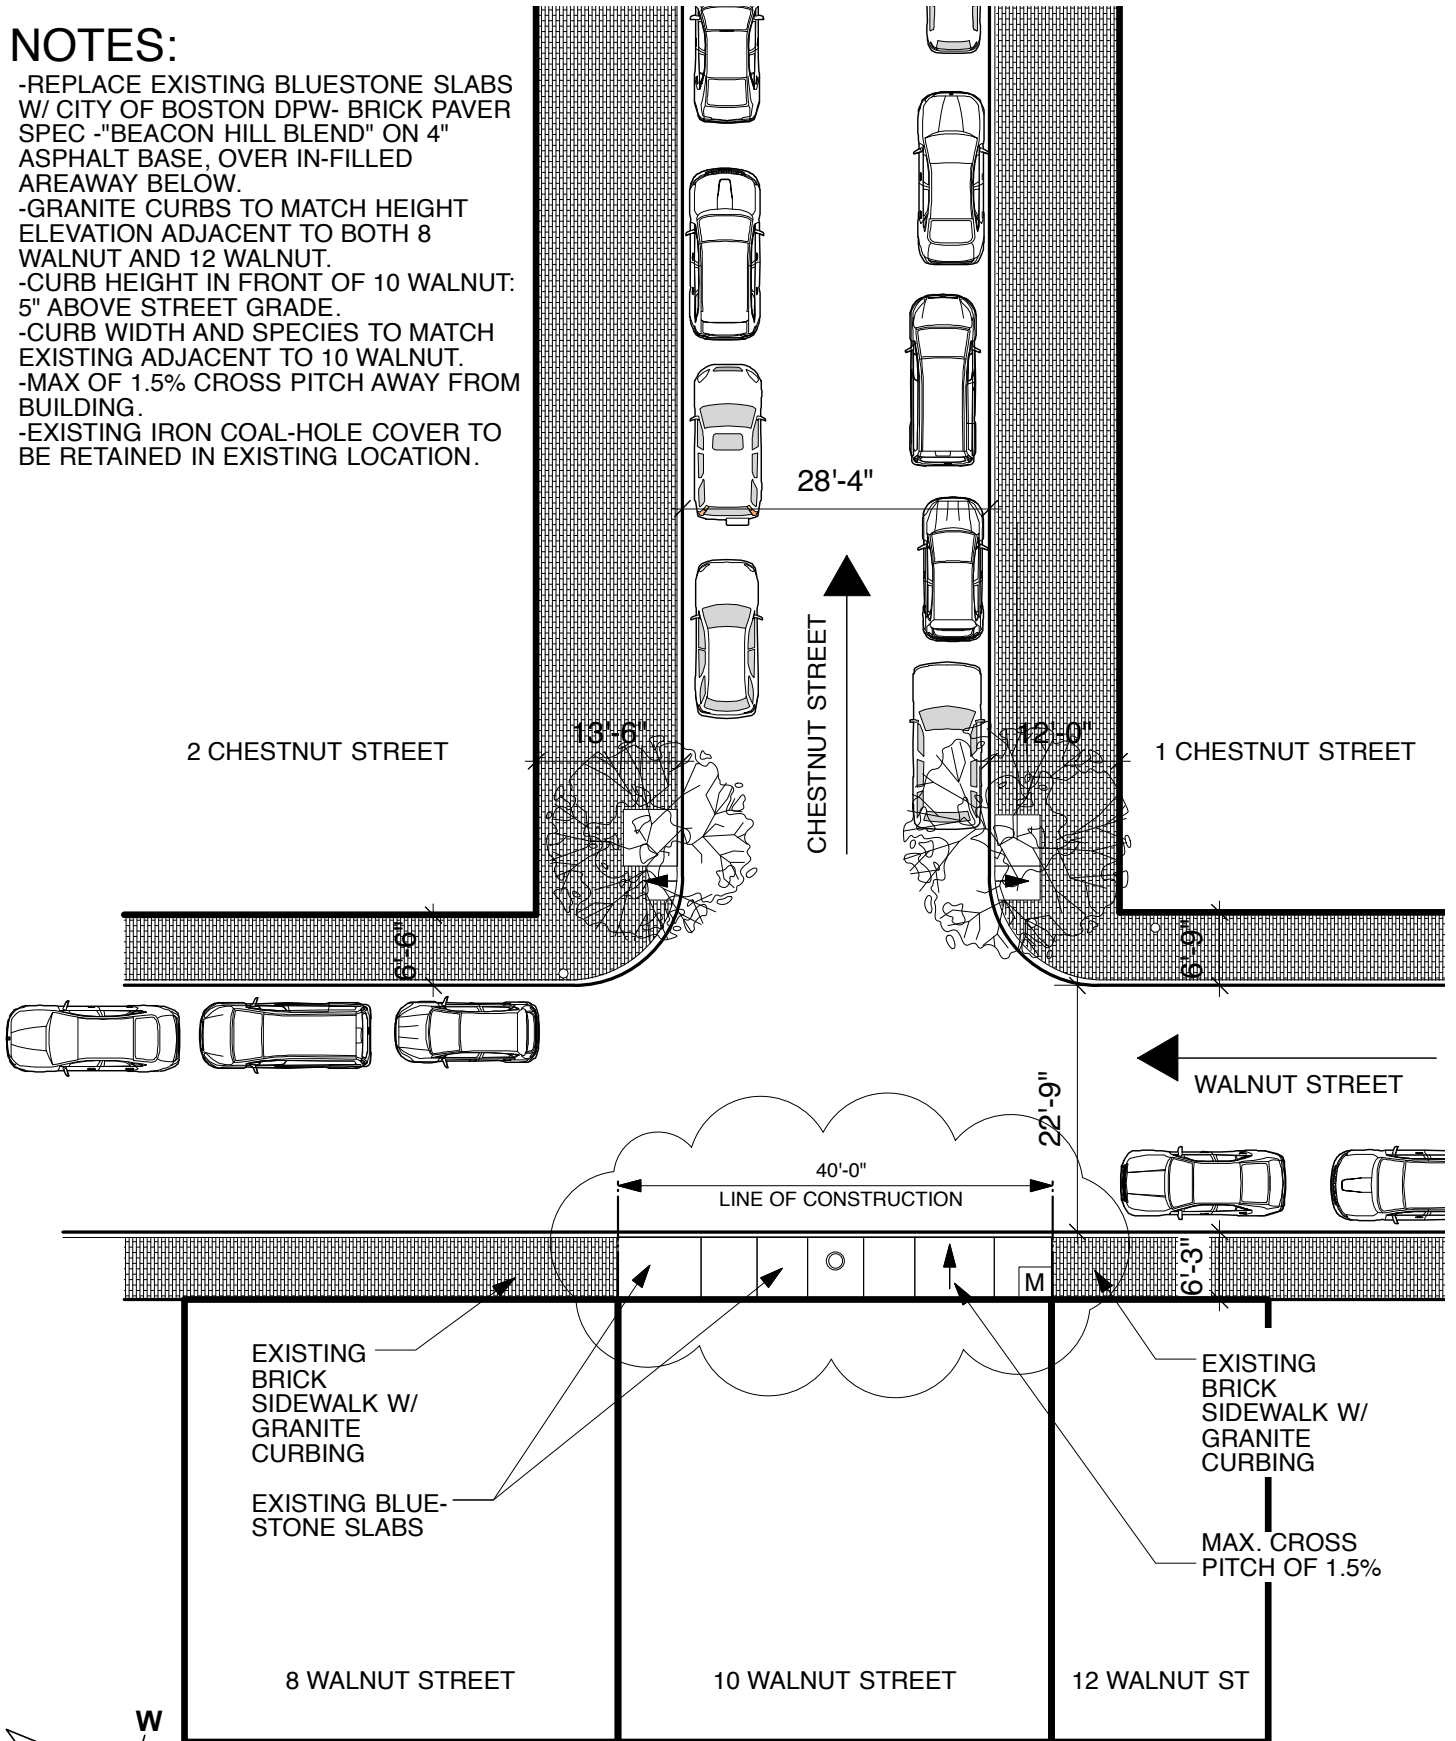 NOTES:
-REPLACE EXISTING BLUESTONE SLABS
W/ CITY OF BOSTON DPW- BRICK PAVER
SPEC -"BEACON HILL BLEND" ON 4"
ASPHALT BASE, OVER IN-FILLED
AREAWAY BELOW.
-GRANITE CURBS TO MATCH HEIGHT
ELEVATION ADJACENT TO BOTH 8
WALNUT AND 12 WALNUT.
-CURB HEIGHT IN FRONT OF 10 WALNUT:
5" ABOVE STREET GRADE.
-CURB WIDTH AND SPECIES TO MATCH
EXISTING ADJACENT TO 10 WALNUT.
-MAX OF 1.5% CROSS PITCH AWAY FROM
BUILDING.
-EXISTING IRON COAL-HOLE COVER TO
BE RETAINED IN EXISTING LOCATION.
28'-4"
CHESTNUT STREET
13'-6"
12'-0"
2 CHESTNUT STREET
1 CHESTNUT STREET
6'-6"
6'-9"
WALNUT STREET
22'-9"
40'-0"
LINE OF CONSTRUCTION
6'-3"
M
EXISTING
BRICK
SIDEWALK W/
GRANITE
CURBING
EXISTING BLUE-
STONE SLABS
EXISTING
BRICK
SIDEWALK W/
GRANITE
CURBING
MAX. CROSS
PITCH OF 1.5%
8 WALNUT STREET
10 WALNUT STREET
12 WALNUT ST
W